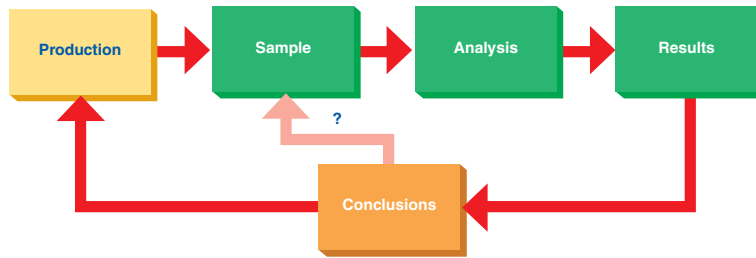 Production
Sample
Analysis
Results
?
Conclusions